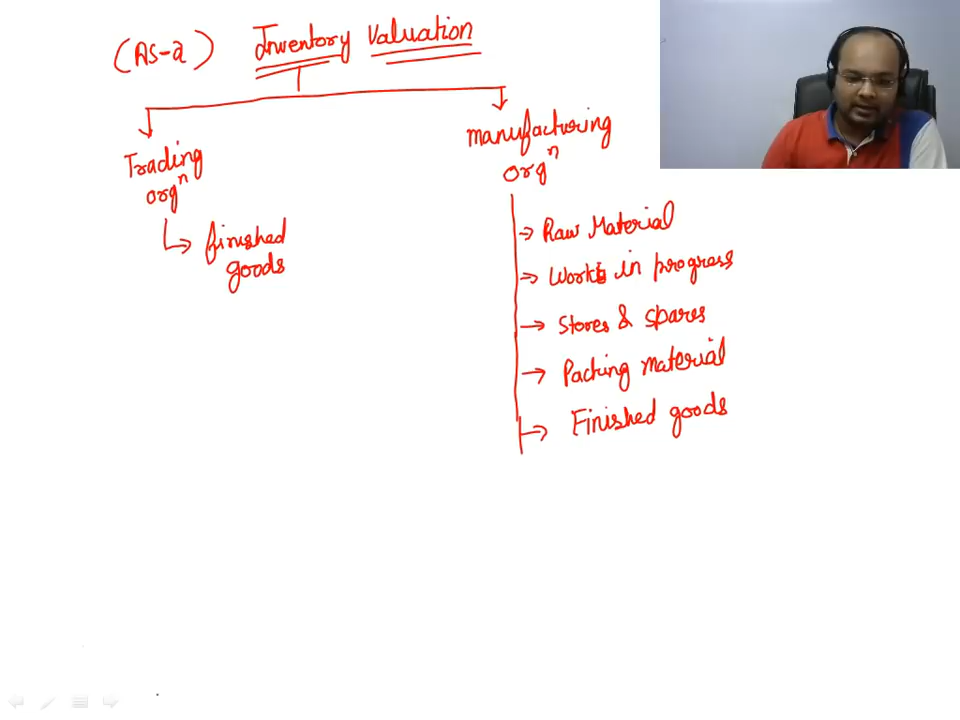 (AS-2) Inventory Valuation
Trading
orgⁿ
finished
goods
Manufacturing
orgⁿ
Raw Material
Works in progress
Stores & spares
Packing material
Finished goods